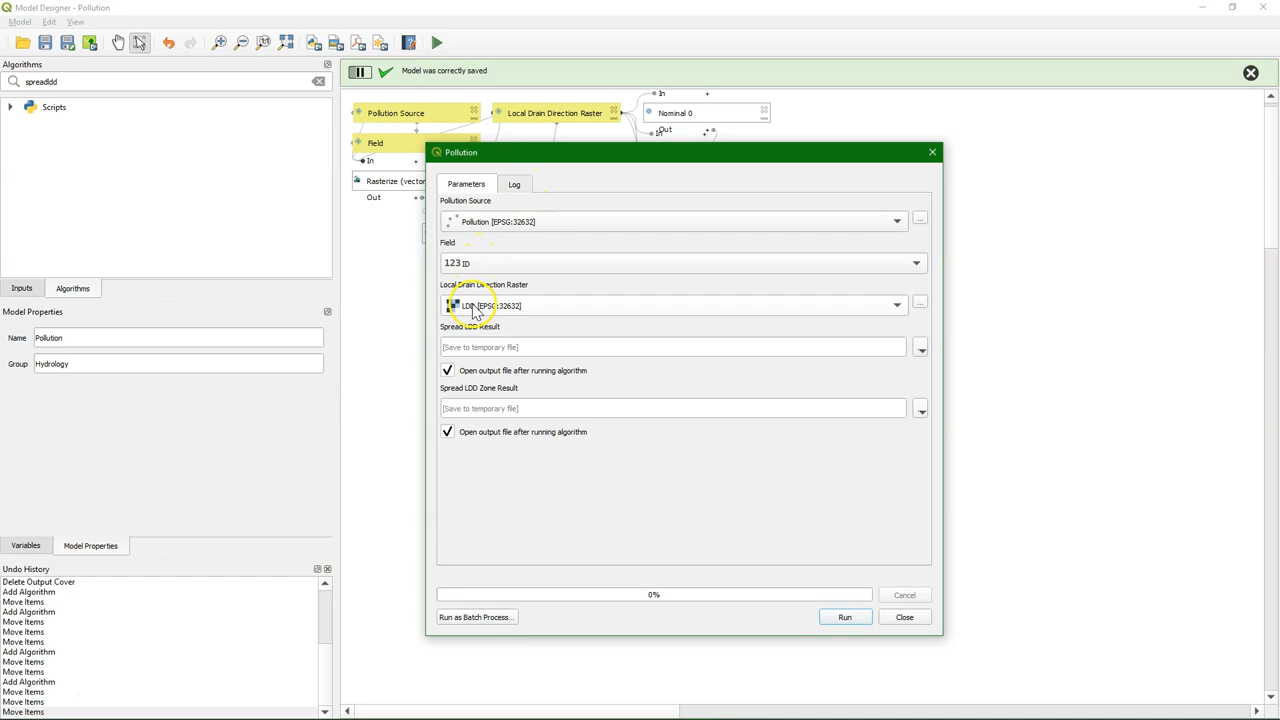 Model Designer - Pollution
Model Edit View
Algorithms
spreadldd
Scripts
Inputs Algorithms
Model Properties
Name Pollution
Group Hydrology
Variables Model Properties
Undo History
Delete Output Cover
Add Algorithm
Move Items
Add Algorithm
Move Items
Move Items
Move Items
Add Algorithm
Move Items
Move Items
Add Algorithm
Move Items
Move Items
Move Items
Model was correctly saved
Pollution Source
Local Drain Direction Raster
Nominal 0
In
Out
In
Field
In
Rasterize (vector
Out
Pollution
Parameters Log
Pollution Source
Pollution [EPSG:32632]
...
Field
123 ID
Local Drain Direction Raster
LDD [EPSG:32632]
...
Spread LDD Result
[Save to temporary file]
Open output file after running algorithm
Spread LDD Zone Result
[Save to temporary file]
Open output file after running algorithm
0%
Cancel
Run as Batch Process...
Run
Close